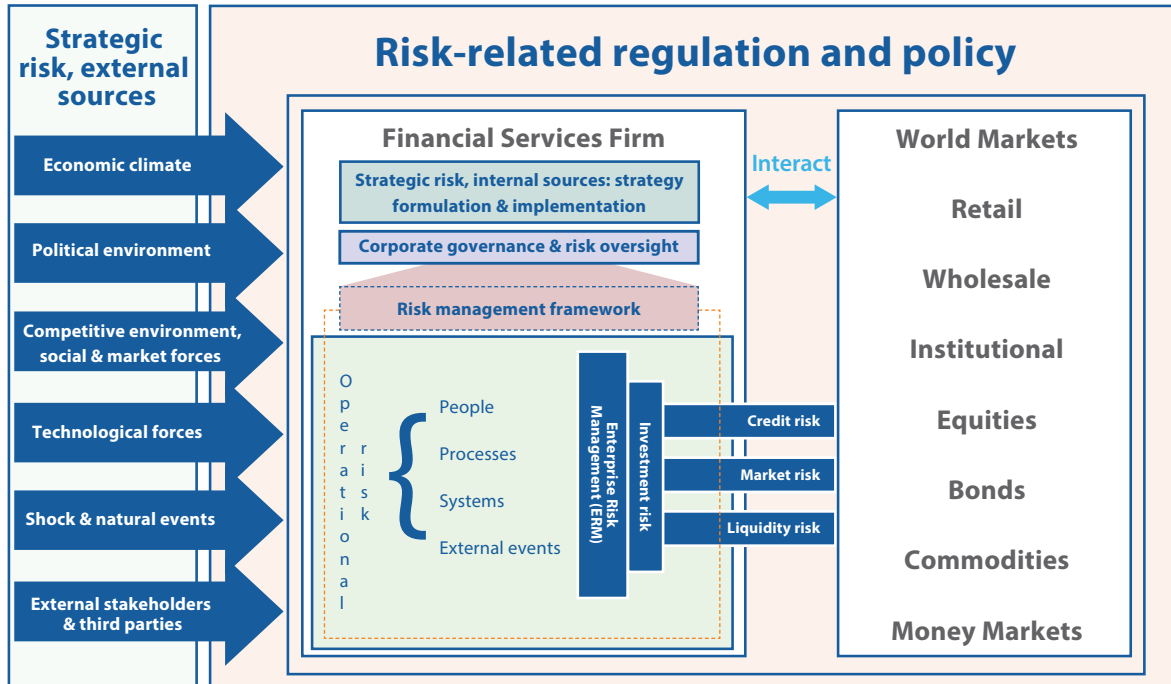 Strategic
risk, external
sources
Economic climate
Political environment
Competitive environment,
social & market forces
Technological forces
Shock & natural events
External stakeholders
& third parties
Risk-related regulation and policy
Financial Services Firm
Strategic risk, internal sources: strategy
formulation & implementation
Corporate governance & risk oversight
Risk management framework
Operational
risk
{
People
Processes
Systems
External events
Enterprise Risk
Management (ERM)
Investment risk
Credit risk
Market risk
Liquidity risk
Interact
World Markets
Retail
Wholesale
Institutional
Equities
Bonds
Commodities
Money Markets